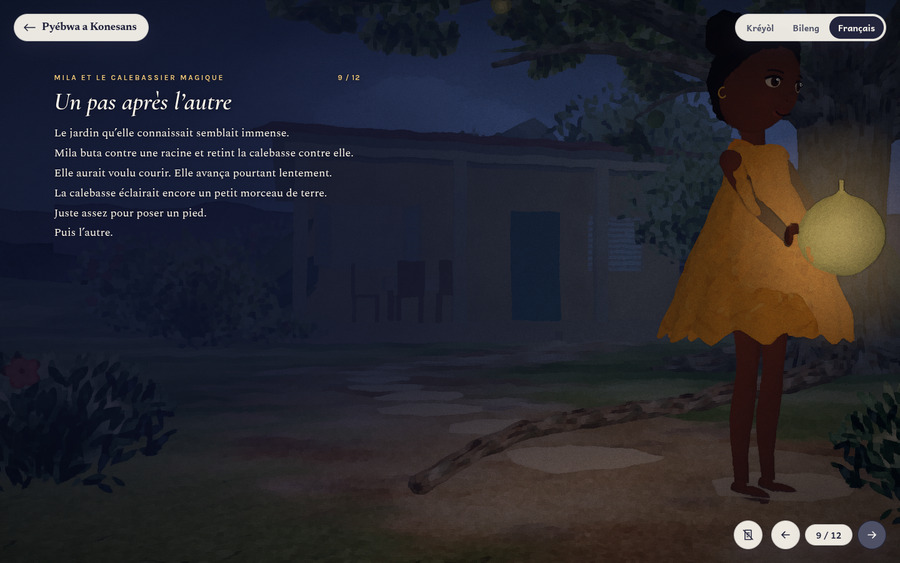 Pyébwa a Konesans
Kréyòl Bileng Français
MILA ET LE CALEBASSIER MAGIQUE 9 / 12
Un pas après l’autre
Le jardin qu’elle connaissait semblait immense.
Mila buta contre une racine et retint la calebasse contre elle.
Elle aurait voulu courir. Elle avança pourtant lentement.
La calebasse éclairait encore un petit morceau de terre.
Juste assez pour poser un pied.
Puis l’autre.
9 / 12